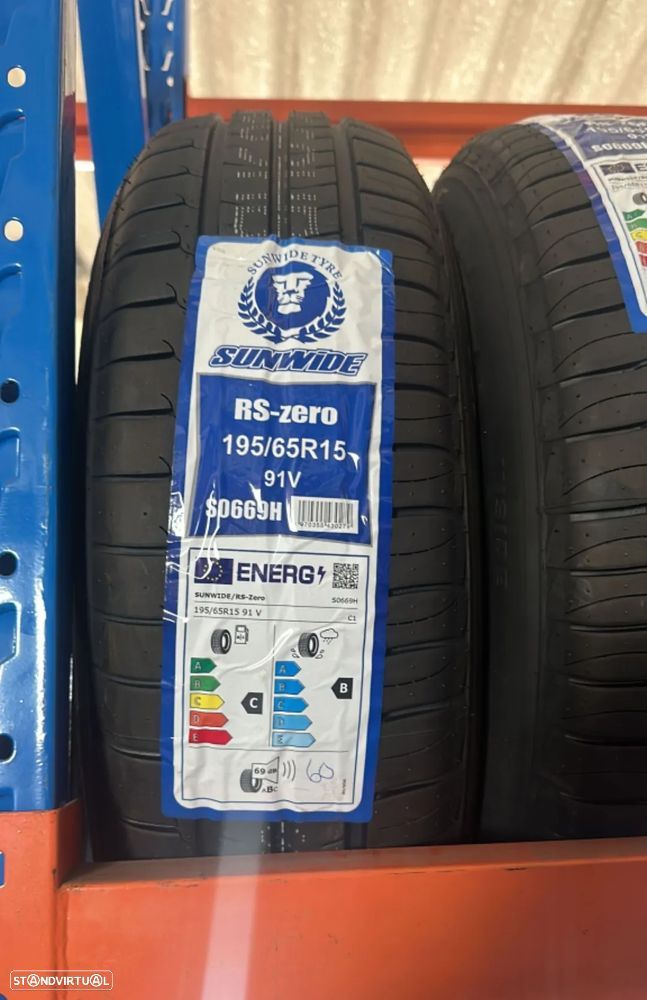 SUNWIDE TYRE
SUNWIDE
RS-zero
195/65R15
91V
S0669H
ENERG
SUNWIDE/RS-Zero
S0669H
195/65R15 91 V
C1
A
B
C
D
E
C
A
B
C
D
E
B
69 dB
ABC
60
S0669H
A
B
C
D
E
STANDVIRTUAL